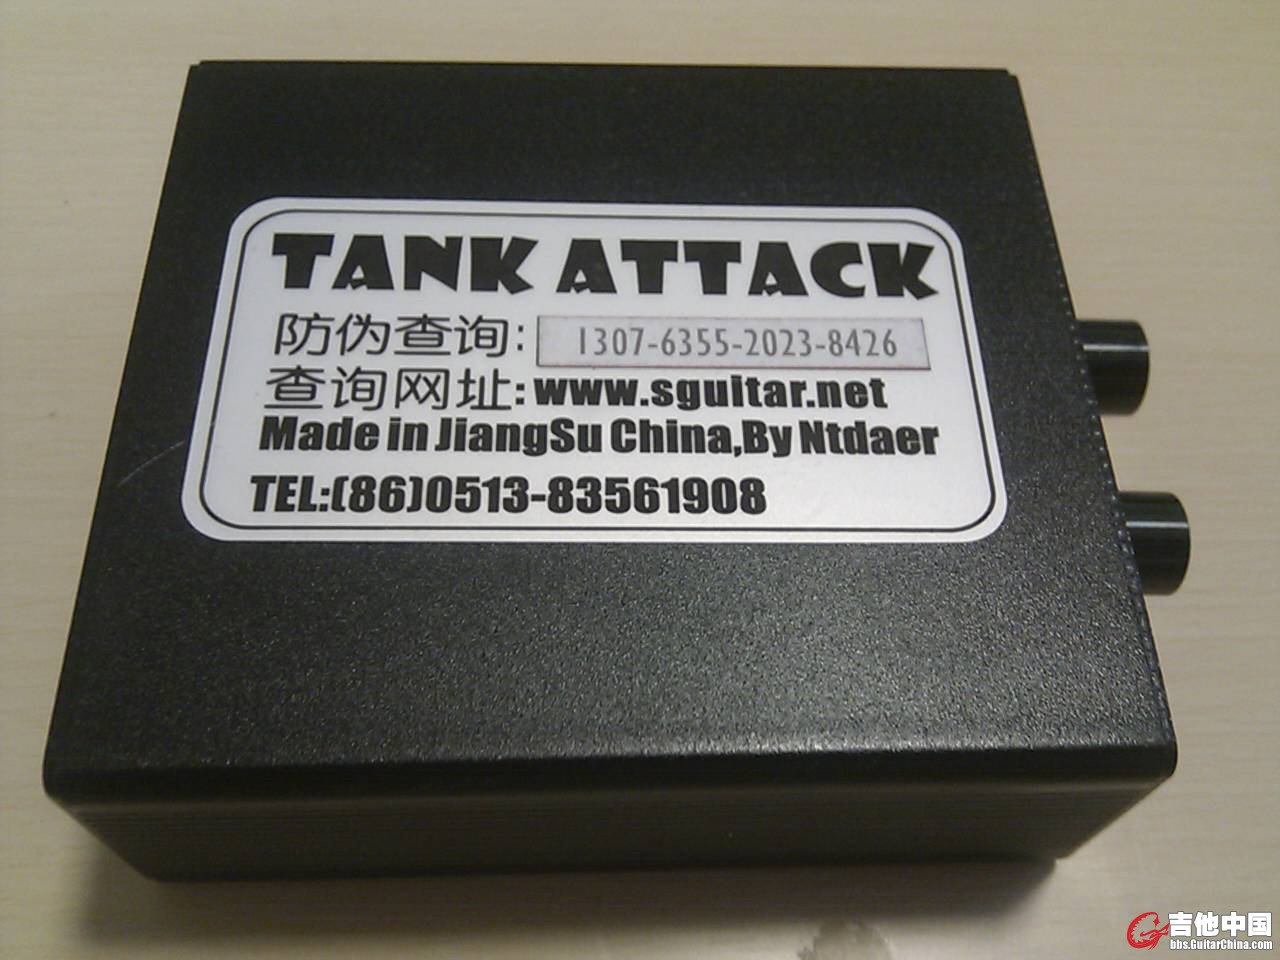 TANK ATTACK
防伪查询: 1307-6355-2023-8426
查询网址: www.sguitar.net
Made in JiangSu China,By Ntdaer
TEL:(86)0513-83561908
吉他中国
bbs.GuitarChina.com